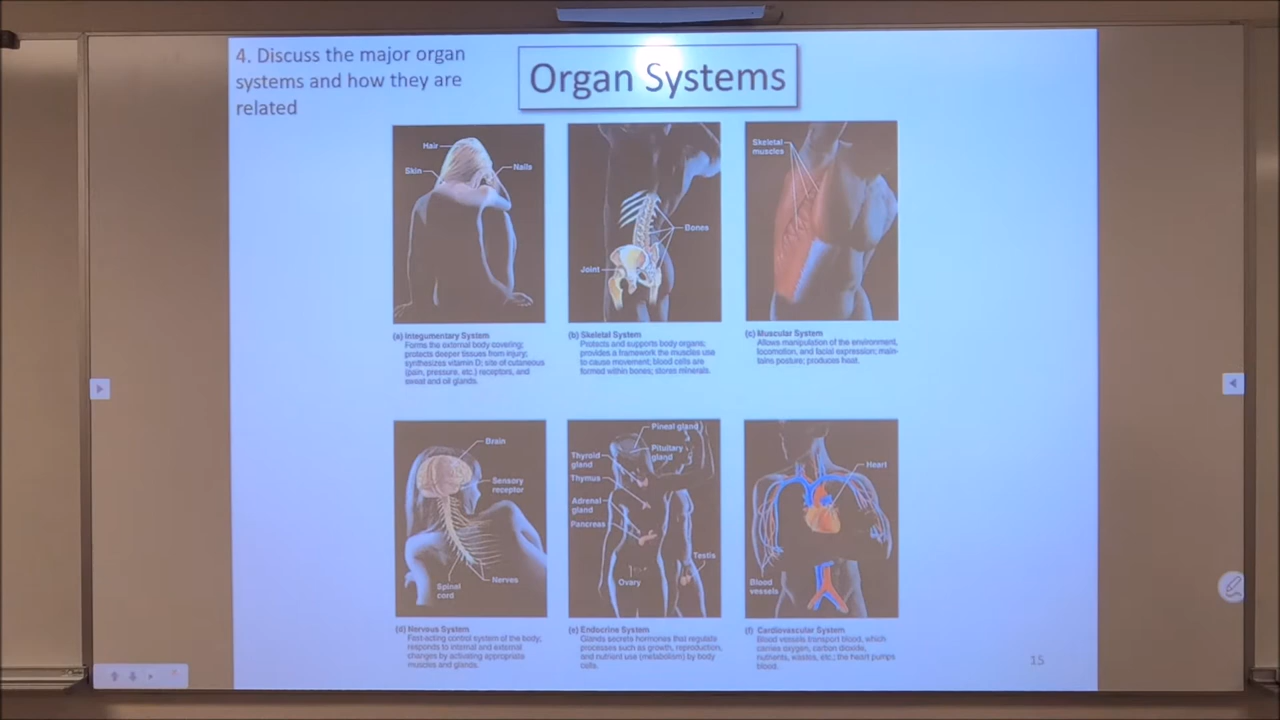 4. Discuss the major organ
systems and how they are
related
Organ Systems
Hair
Nails
Skin
Bones
Joint
Skeletal
muscles
(a) Integumentary System
Forms the external body covering;
protects deeper tissues from injury;
synthesizes vitamin D; site of cutaneous
(pain, pressure, etc.) receptors, and
sweat and oil glands.
(b) Skeletal System
Protects and supports body organs;
provides a framework the muscles use
to cause movement; blood cells are
formed within bones; stores minerals.
(c) Muscular System
Allows manipulation of the environment,
locomotion, and facial expression; main-
tains posture; produces heat.
Brain
Sensory
receptor
Nerves
Spinal
cord
Pineal gland
Pituitary
gland
Thyroid
gland
Thymus
Adrenal
gland
Pancreas
Testis
Ovary
Heart
Blood
vessels
(d) Nervous System
Fast-acting control system of the body;
responds to internal and external
changes by activating appropriate
muscles and glands.
(e) Endocrine System
Glands secrete hormones that regulate
processes such as growth, reproduction,
and nutrient use (metabolism) by body
cells.
(f) Cardiovascular System
Blood vessels transport blood, which
carries oxygen, carbon dioxide,
nutrients, wastes, etc.; the heart pumps
blood.
15